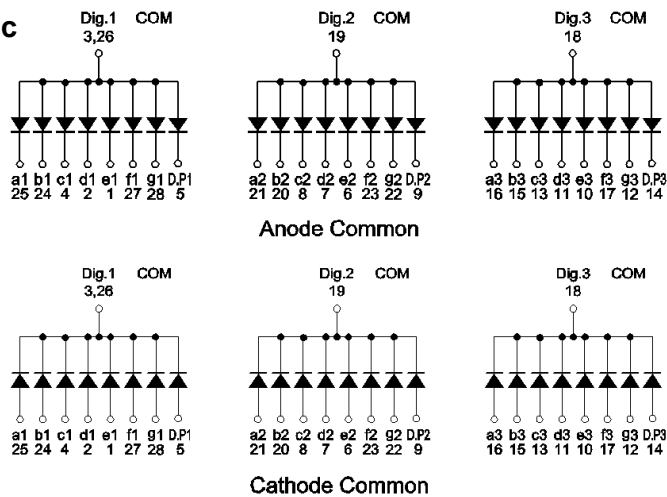 c
Dig.1 COM Dig.2 COM Dig.3 COM
3,26 19 18
a1 b1 c1 d1 e1 f1 g1 D.P1 a2 b2 c2 d2 e2 f2 g2 D.P2 a3 b3 c3 d3 e3 f3 g3 D.P3
25 24 4 2 1 27 28 5 21 20 8 7 6 23 22 9 16 15 13 11 10 17 12 14
Anode Common
Dig.1 COM Dig.2 COM Dig.3 COM
3,26 19 18
a1 b1 c1 d1 e1 f1 g1 D.P1 a2 b2 c2 d2 e2 f2 g2 D.P2 a3 b3 c3 d3 e3 f3 g3 D.P3
25 24 4 2 1 27 28 5 21 20 8 7 6 23 22 9 16 15 13 11 10 17 12 14
Cathode Common